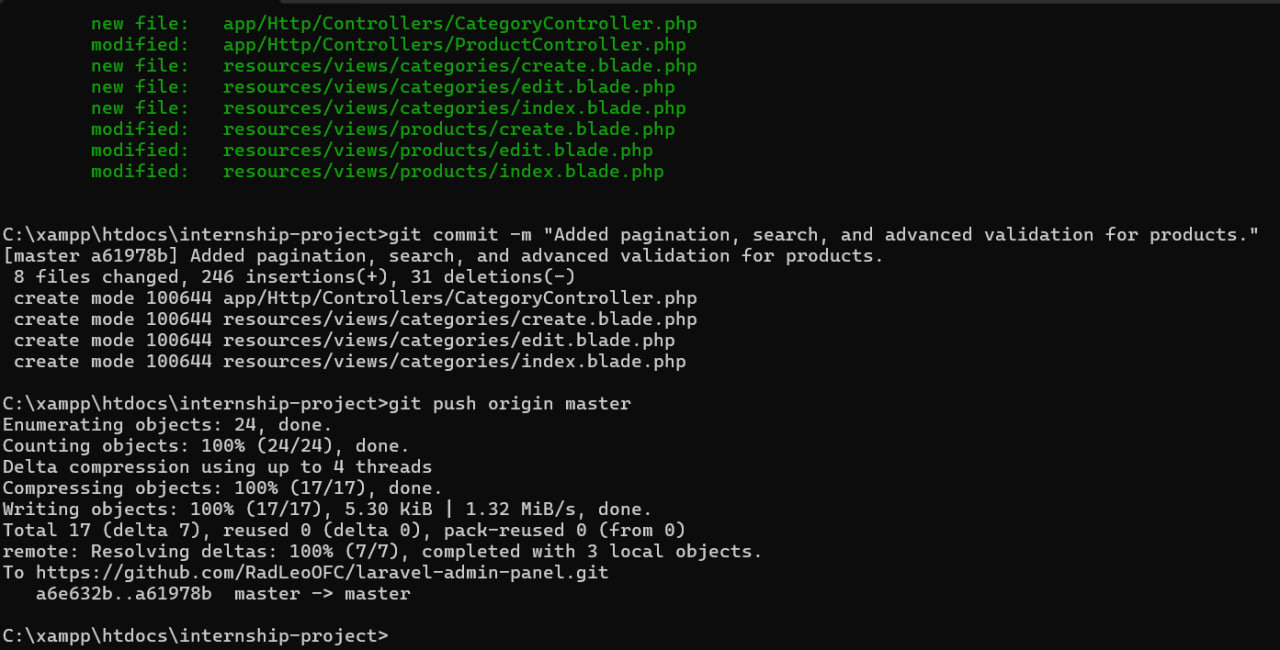 new file:   app/Http/Controllers/CategoryController.php
modified:   app/Http/Controllers/ProductController.php
new file:   resources/views/categories/create.blade.php
new file:   resources/views/categories/edit.blade.php
new file:   resources/views/categories/index.blade.php
modified:   resources/views/products/create.blade.php
modified:   resources/views/products/edit.blade.php
modified:   resources/views/products/index.blade.php
C:\xampp\htdocs\internship-project>git commit -m "Added pagination, search, and advanced validation for products."
[master a61978b] Added pagination, search, and advanced validation for products.
8 files changed, 246 insertions(+), 31 deletions(-)
create mode 100644 app/Http/Controllers/CategoryController.php
create mode 100644 resources/views/categories/create.blade.php
create mode 100644 resources/views/categories/edit.blade.php
create mode 100644 resources/views/categories/index.blade.php
C:\xampp\htdocs\internship-project>git push origin master
Enumerating objects: 24, done.
Counting objects: 100% (24/24), done.
Delta compression using up to 4 threads
Compressing objects: 100% (17/17), done.
Writing objects: 100% (17/17), 5.30 KiB | 1.32 MiB/s, done.
Total 17 (delta 7), reused 0 (delta 0), pack-reused 0 (from 0)
remote: Resolving deltas: 100% (7/7), completed with 3 local objects.
To https://github.com/RadLeoOFC/laravel-admin-panel.git
a6e632b..a61978b  master -> master
C:\xampp\htdocs\internship-project>